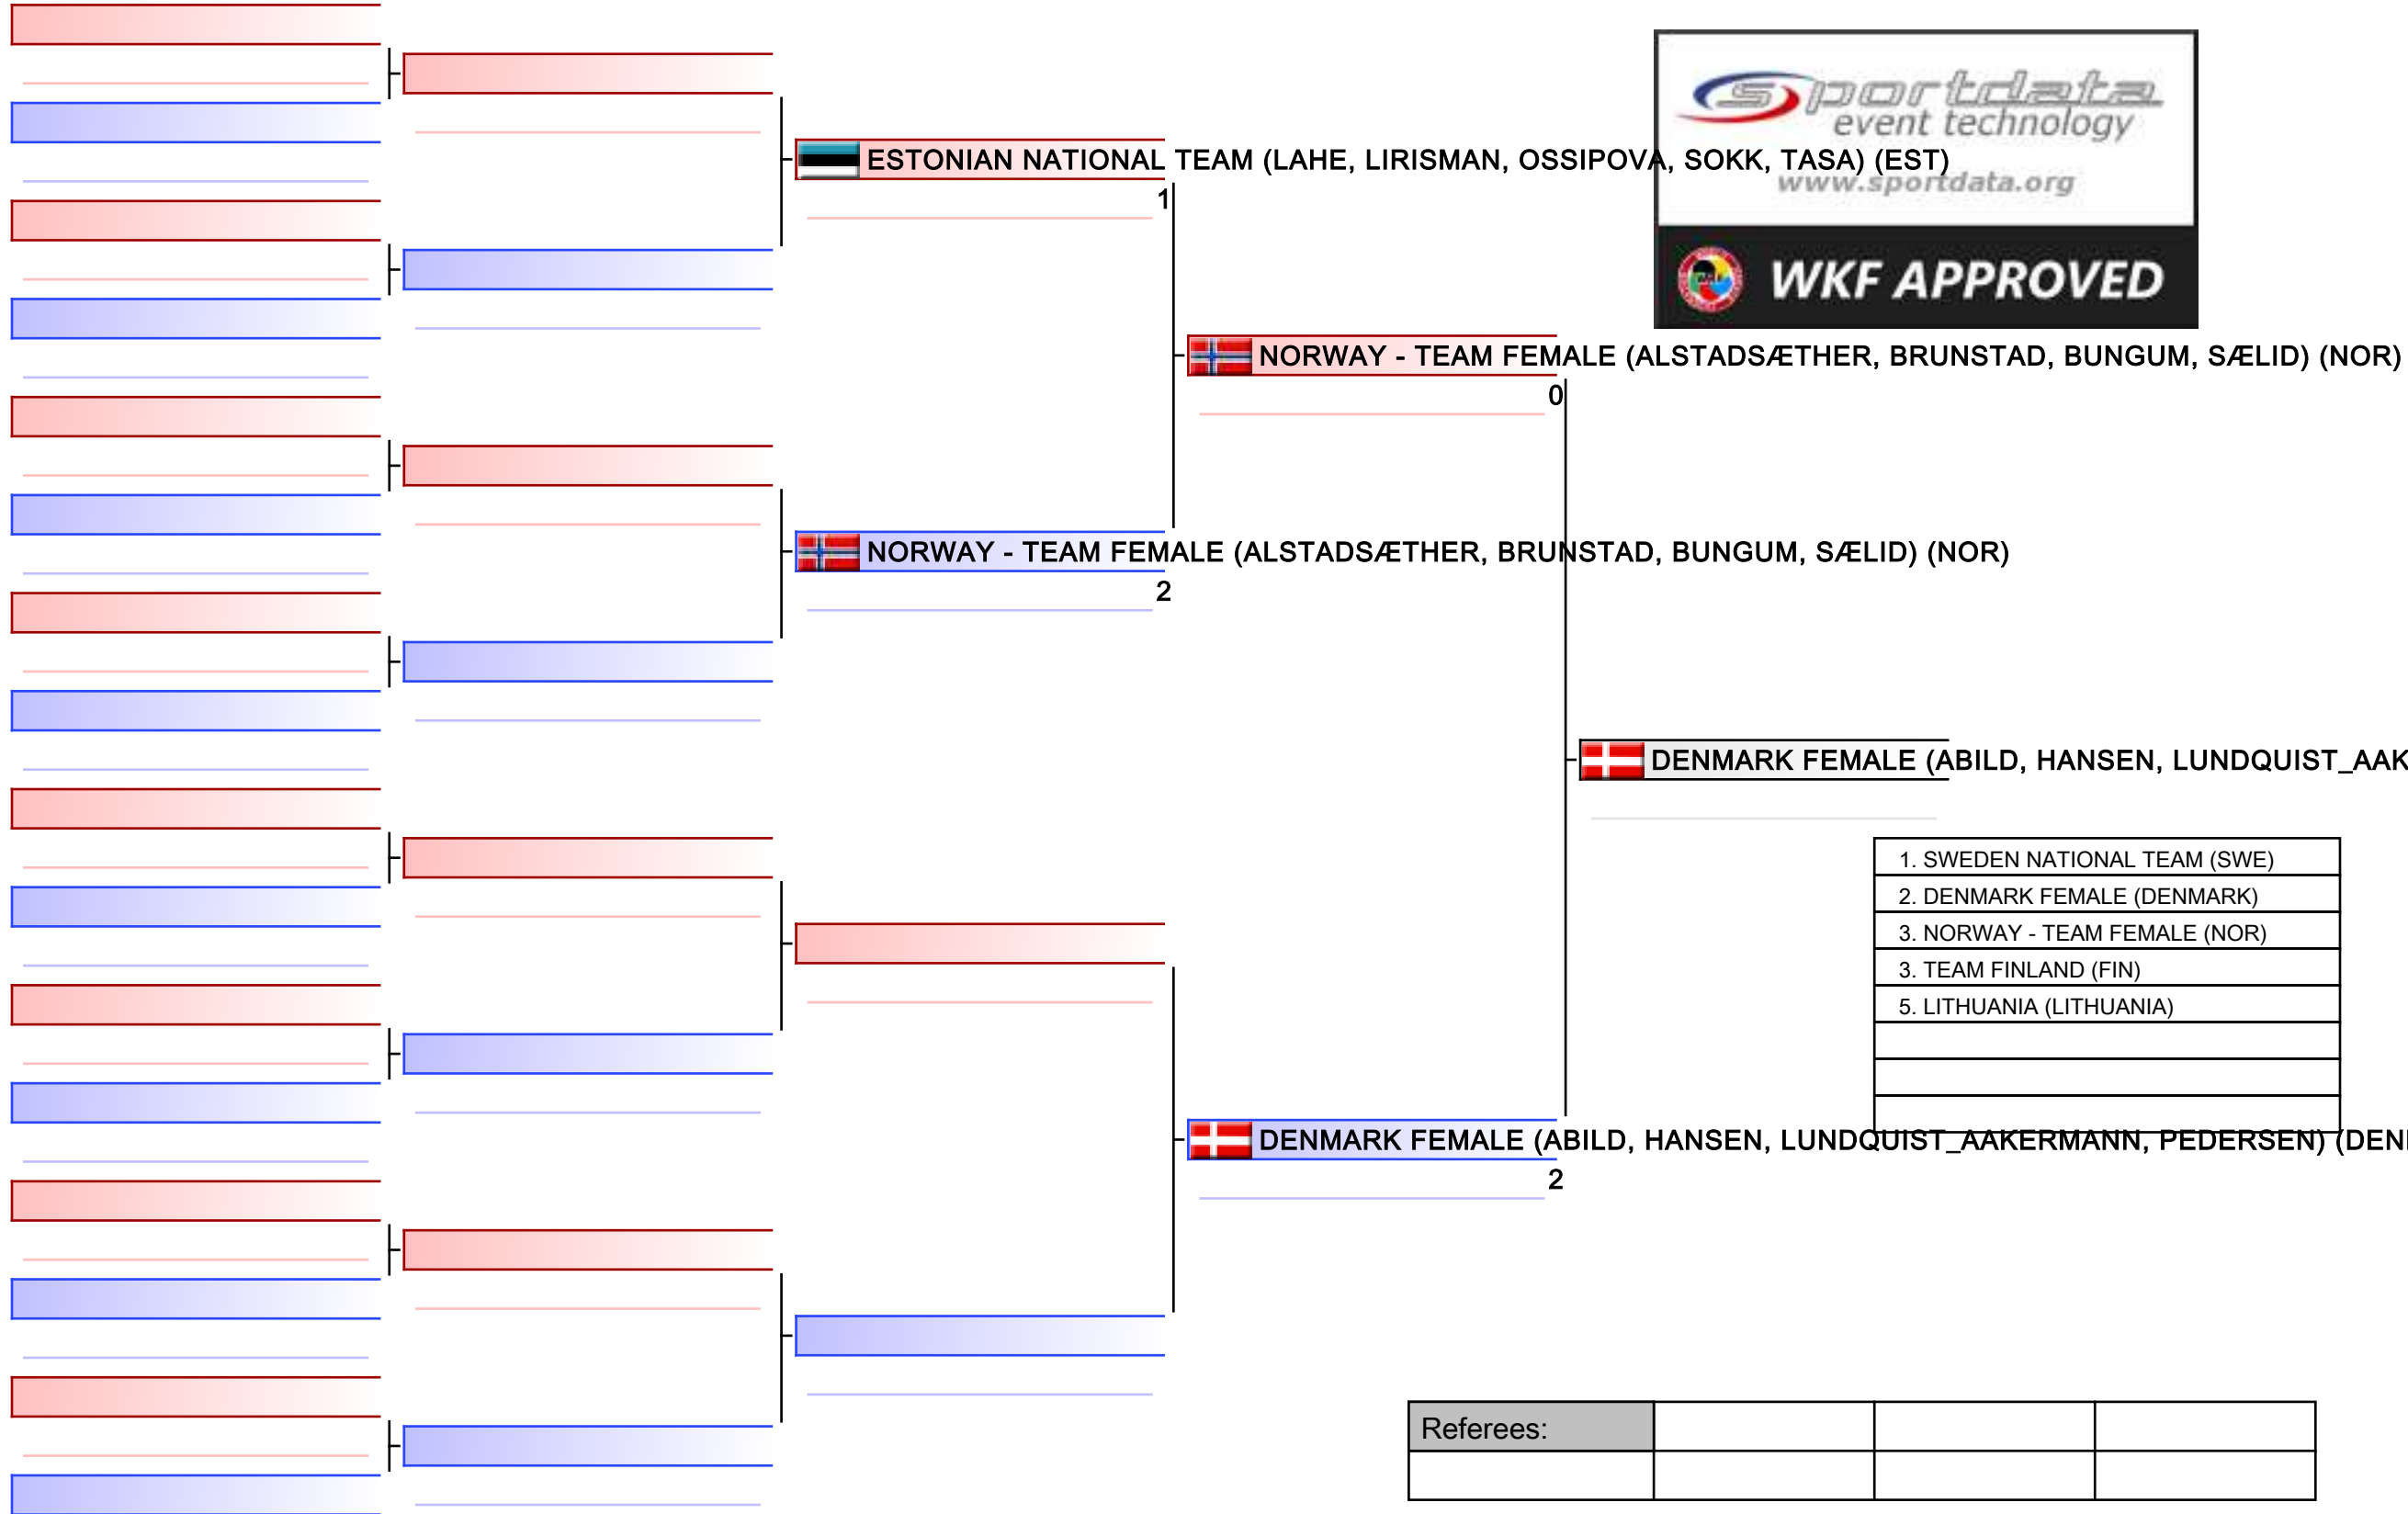 sportdata
event technology
www.sportdata.org
WKF APPROVED
ESTONIAN NATIONAL TEAM (LAHE, LIRISMAN, OSSIPOVA, SOKK, TASA) (EST)
1
NORWAY - TEAM FEMALE (ALSTADSÆTHER, BRUNSTAD, BUNGUM, SÆLID) (NOR)
0
NORWAY - TEAM FEMALE (ALSTADSÆTHER, BRUNSTAD, BUNGUM, SÆLID) (NOR)
2
DENMARK FEMALE (ABILD, HANSEN, LUNDQUIST_AAK
1. SWEDEN NATIONAL TEAM (SWE)
2. DENMARK FEMALE (DENMARK)
3. NORWAY - TEAM FEMALE (NOR)
3. TEAM FINLAND (FIN)
5. LITHUANIA (LITHUANIA)
DENMARK FEMALE (ABILD, HANSEN, LUNDQUIST_AAKERMANN, PEDERSEN) (DEN
2
Referees: